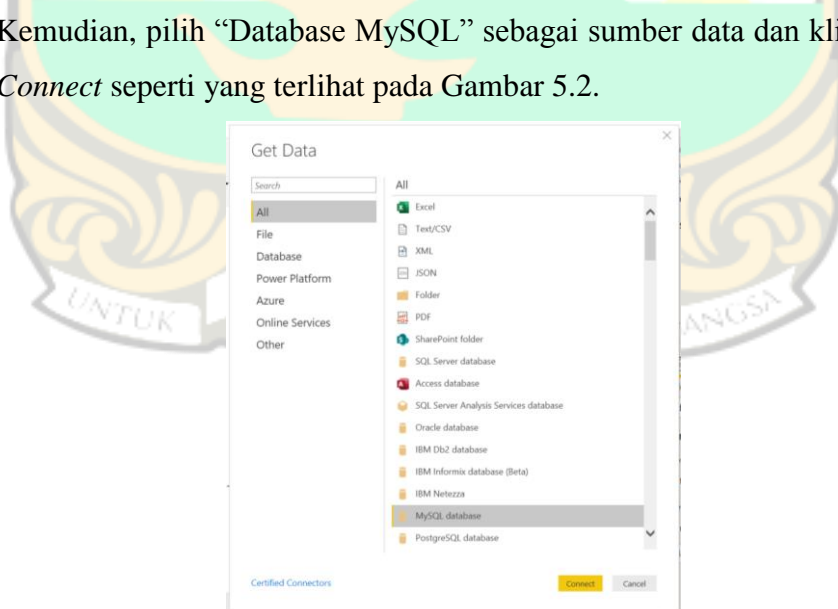 Kemudian, pilih “Database MySQL” sebagai sumber data dan kli
Connect seperti yang terlihat pada Gambar 5.2.
Get Data
Search
All
File
Database
Power Platform
Azure
Online Services
Other
All
Excel
Text/CSV
XML
JSON
Folder
PDF
SharePoint folder
SQL Server database
Access database
SQL Server Analysis Services database
Oracle database
IBM Db2 database
IBM Informix database (Beta)
IBM Netezza
MySQL database
PostgreSQL database
Certified Connectors
Connect
Cancel
UNTUK
BANGSA